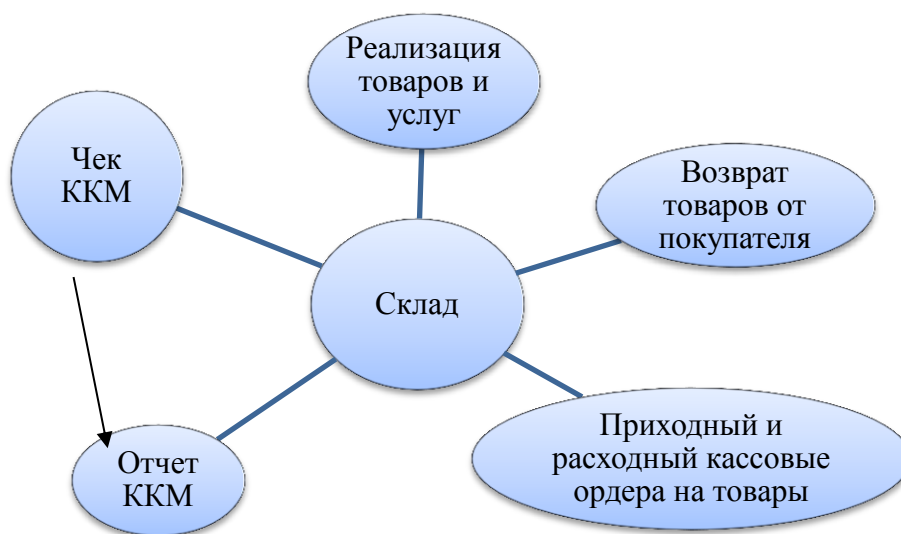 Реализация
товаров и
услуг
Чек
ККМ
Возврат
товаров от
покупателя
Склад
Приходный и
расходный кассовые
ордера на товары
Отчет
ККМ